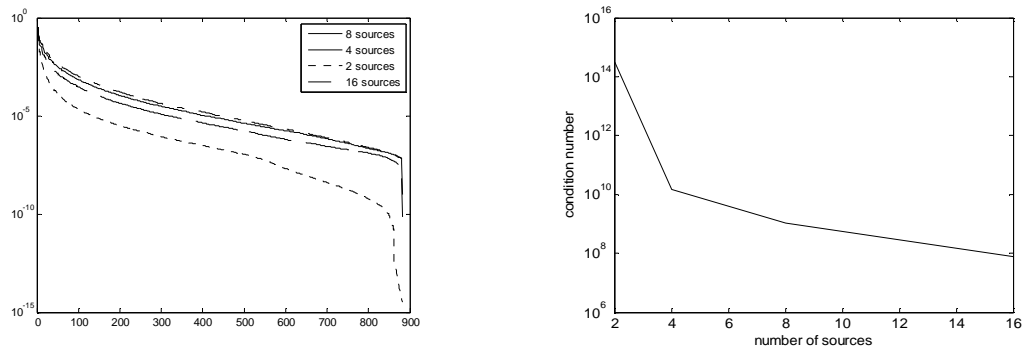 10^0
10^-5
10^-10
10^-15
0 100 200 300 400 500 600 700 800 900
8 sources
4 sources
2 sources
16 sources
10^16
10^14
10^12
10^10
10^8
10^6
condition number
2 4 6 8 10 12 14 16
number of sources